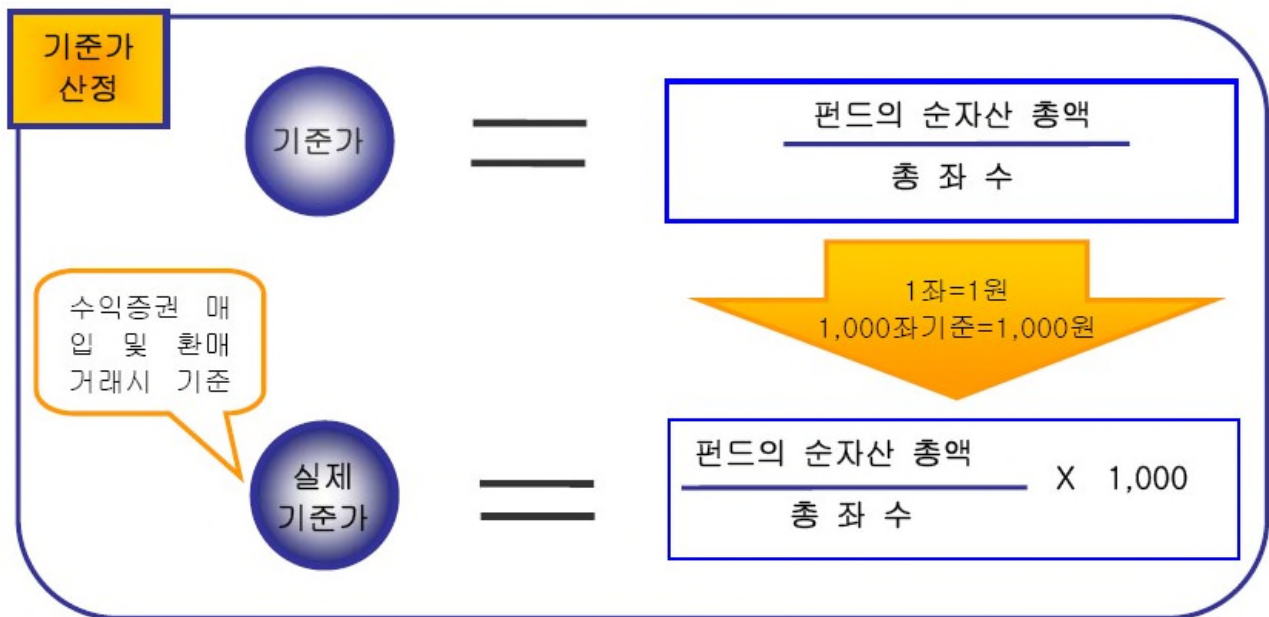 기준가
산정
기준가
펀드의 순자산 총액
총 좌 수
1좌=1원
1,000좌기준=1,000원
수익증권 매
입 및 환매
거래시 기준
실제
기준가
펀드의 순자산 총액
총 좌 수
X 1,000